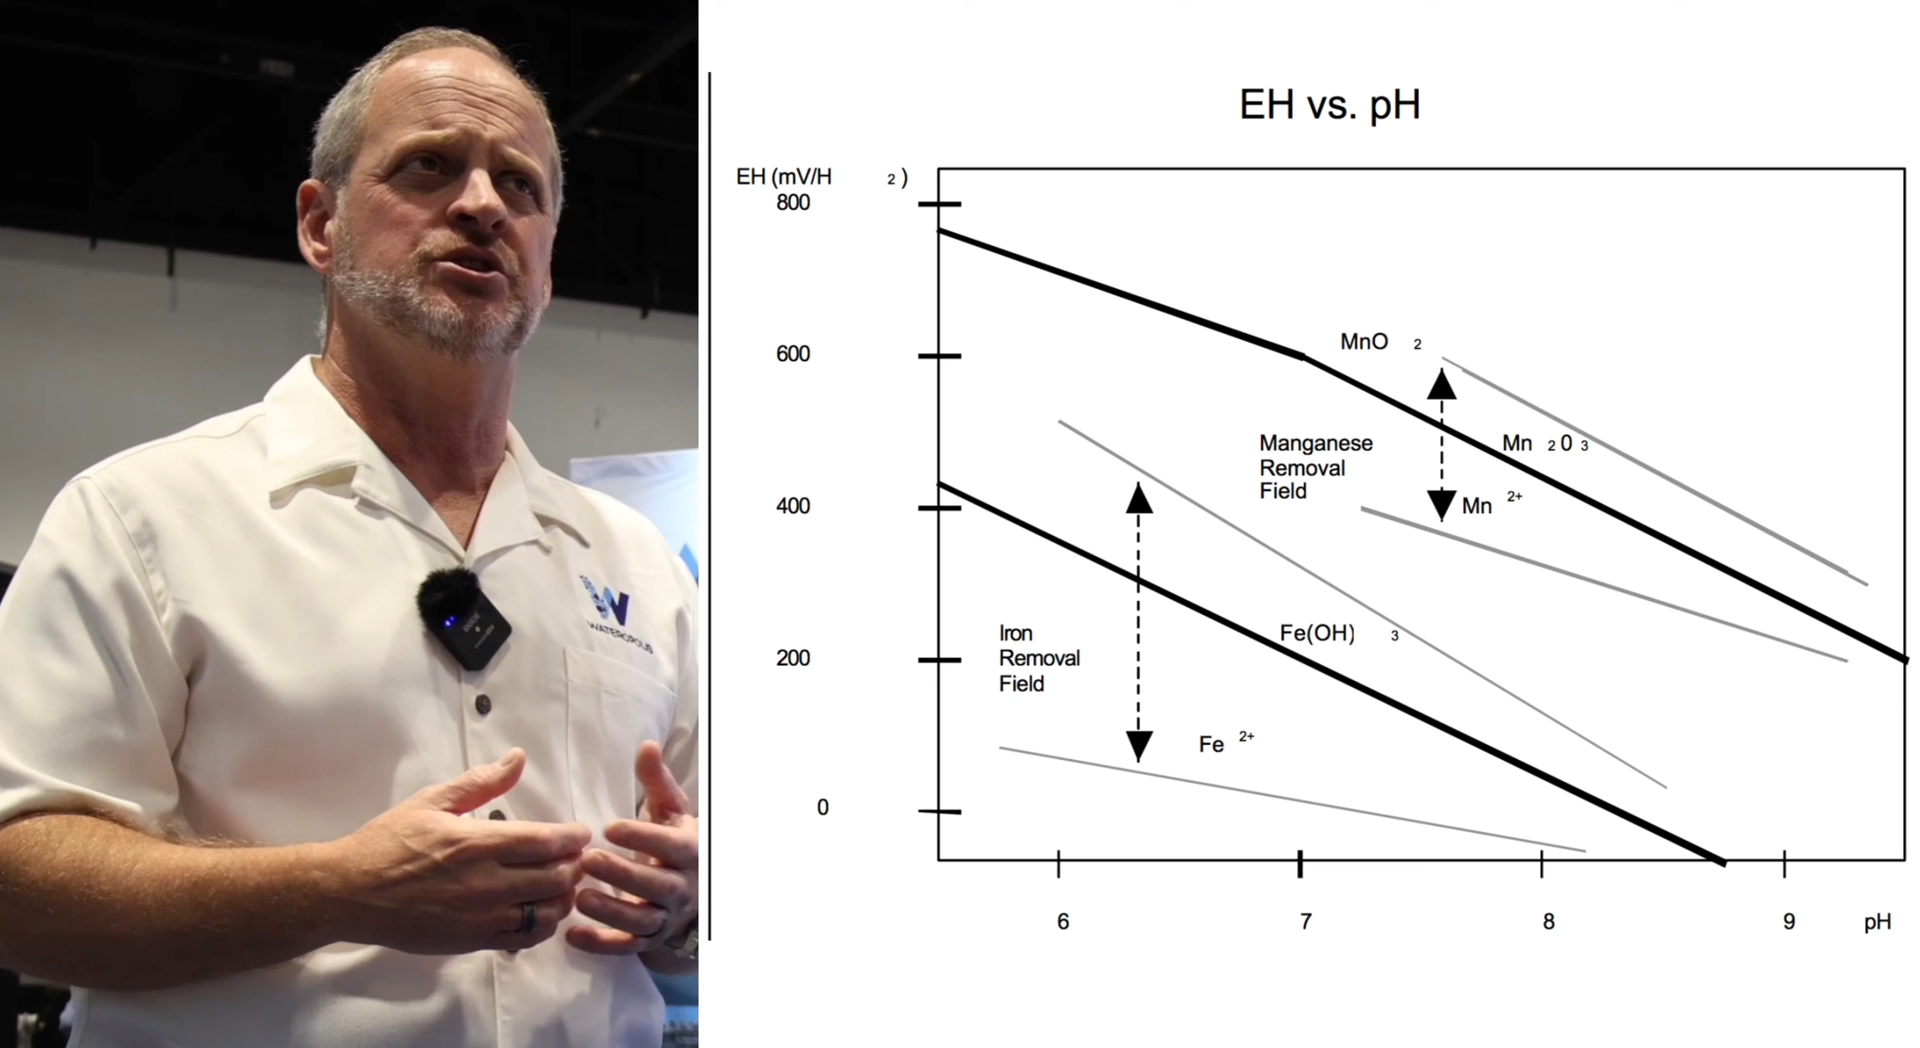 WATEROPOLIS
EH vs. pH
EH (mV/H 2 )
800
600
400
200
0
MnO 2
Mn 2 0 3
Manganese
Removal
Field
Mn 2+
Iron
Removal
Field
Fe(OH) 3
Fe 2+
6 7 8 9 pH